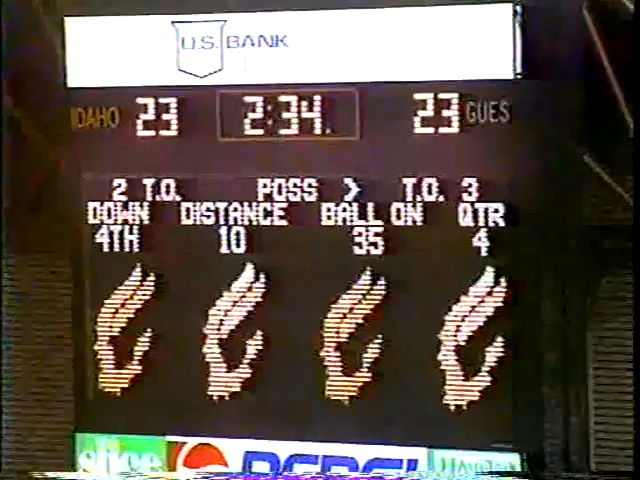 U.S. BANK
IDAHO 23 2:34. 23 GUES
2 T.O. POSS > T.O. 3
DOWN DISTANCE BALL ON QTR
4TH 10 35 4
slice PEPSI